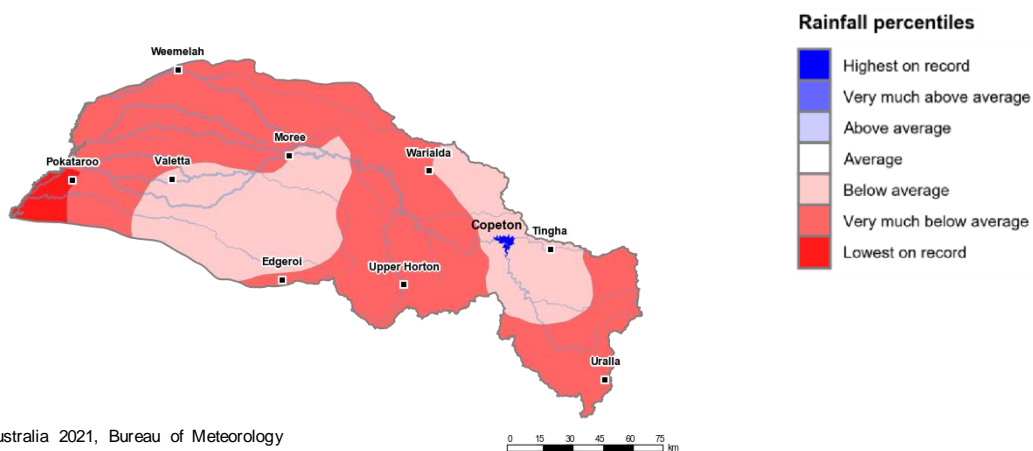 Rainfall percentiles
Highest on record
Very much above average
Above average
Average
Below average
Very much below average
Lowest on record
Weemelah
Moree
Warialda
Pokataroo
Valetta
Copeton
Tingha
Edgeroi
Upper Horton
Uralla
2021, Bureau of Meteorology
0 15 30 45 60 75
km